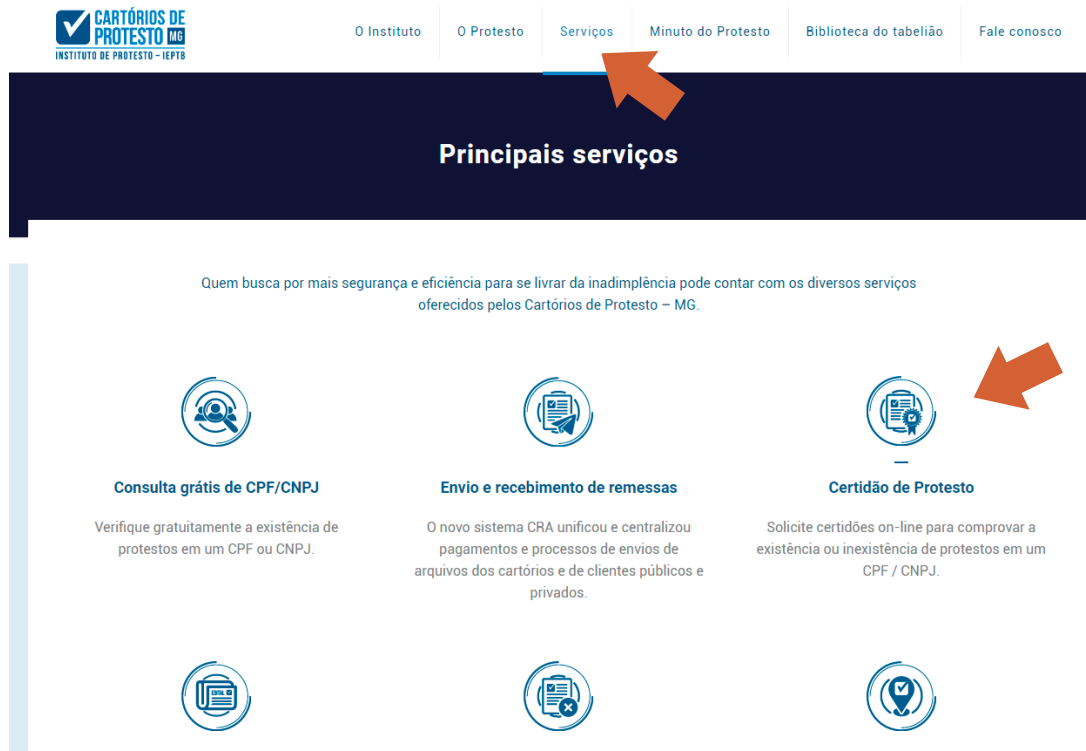 CARTÓRIOS DE
PROTESTO MG
INSTITUTO DE PROTESTO – IEPTB
O Instituto
O Protesto
Serviços
Minuto do Protesto
Biblioteca do tabelião
Fale conosco
Principais serviços
Quem busca por mais segurança e eficiência para se livrar da inadimplência pode contar com os diversos serviços
oferecidos pelos Cartórios de Protesto – MG.
Consulta grátis de CPF/CNPJ
Verifique gratuitamente a existência de
protestos em um CPF ou CNPJ.
Envio e recebimento de remessas
O novo sistema CRA unificou e centralizou
pagamentos e processos de envios de
arquivos dos cartórios e de clientes públicos e
privados.
Certidão de Protesto
Solicite certidões on-line para comprovar a
existência ou inexistência de protestos em um
CPF / CNPJ.
EDITAL